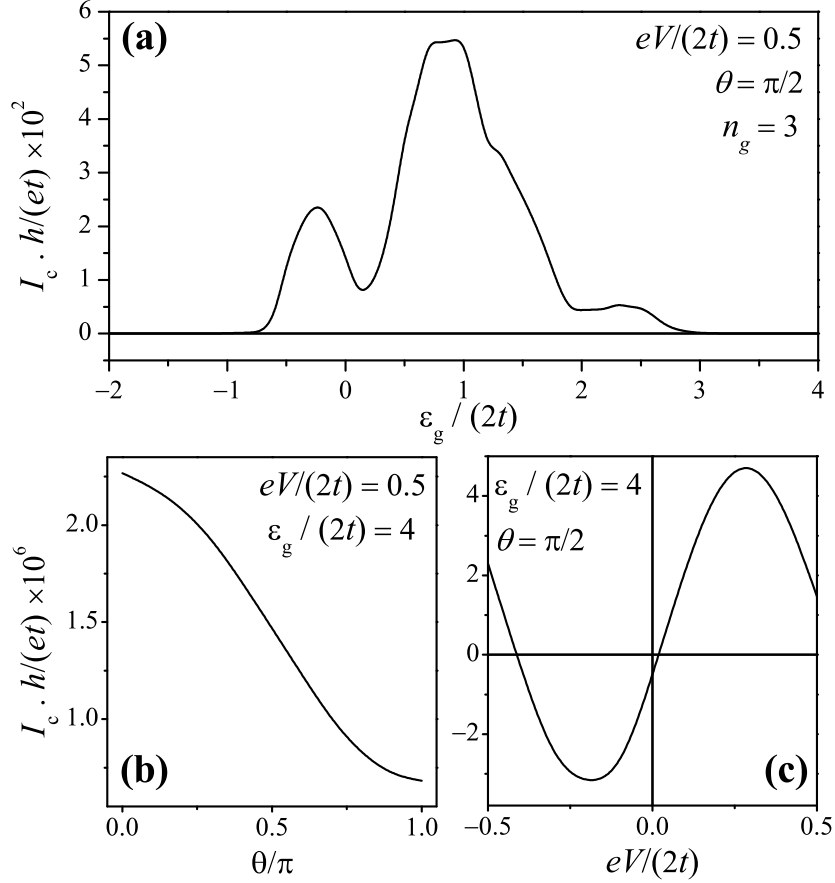 (a)
eV/(2t) = 0.5
θ = π/2
n_g = 3
I_c . h/(et) ×10^2
6
5
4
3
2
1
0
−2 −1 0 1 2 3 4
ε_g / (2t)
(b)
eV/(2t) = 0.5
ε_g / (2t) = 4
I_c . h/(et) ×10^6
2.0
1.5
1.0
0.0 0.5 1.0
θ/π
ε_g / (2t) = 4
θ = π/2
(c)
4
2
0
−2
−0.5 0.0 0.5
eV/(2t)